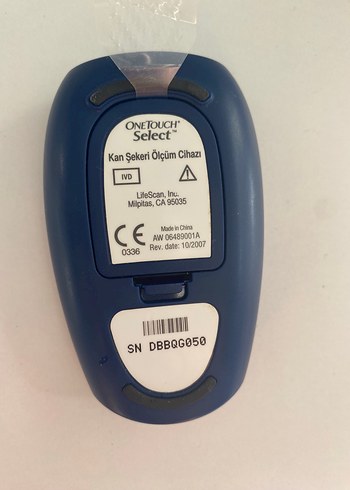 ONETOUCH®
Select™
Kan Şekeri Ölçüm Cihazı
IVD
LifeScan, Inc.
Milpitas, CA 95035
CE
0336
Made in China
AW 06489001A
Rev. date: 10/2007
SN DBBQG050